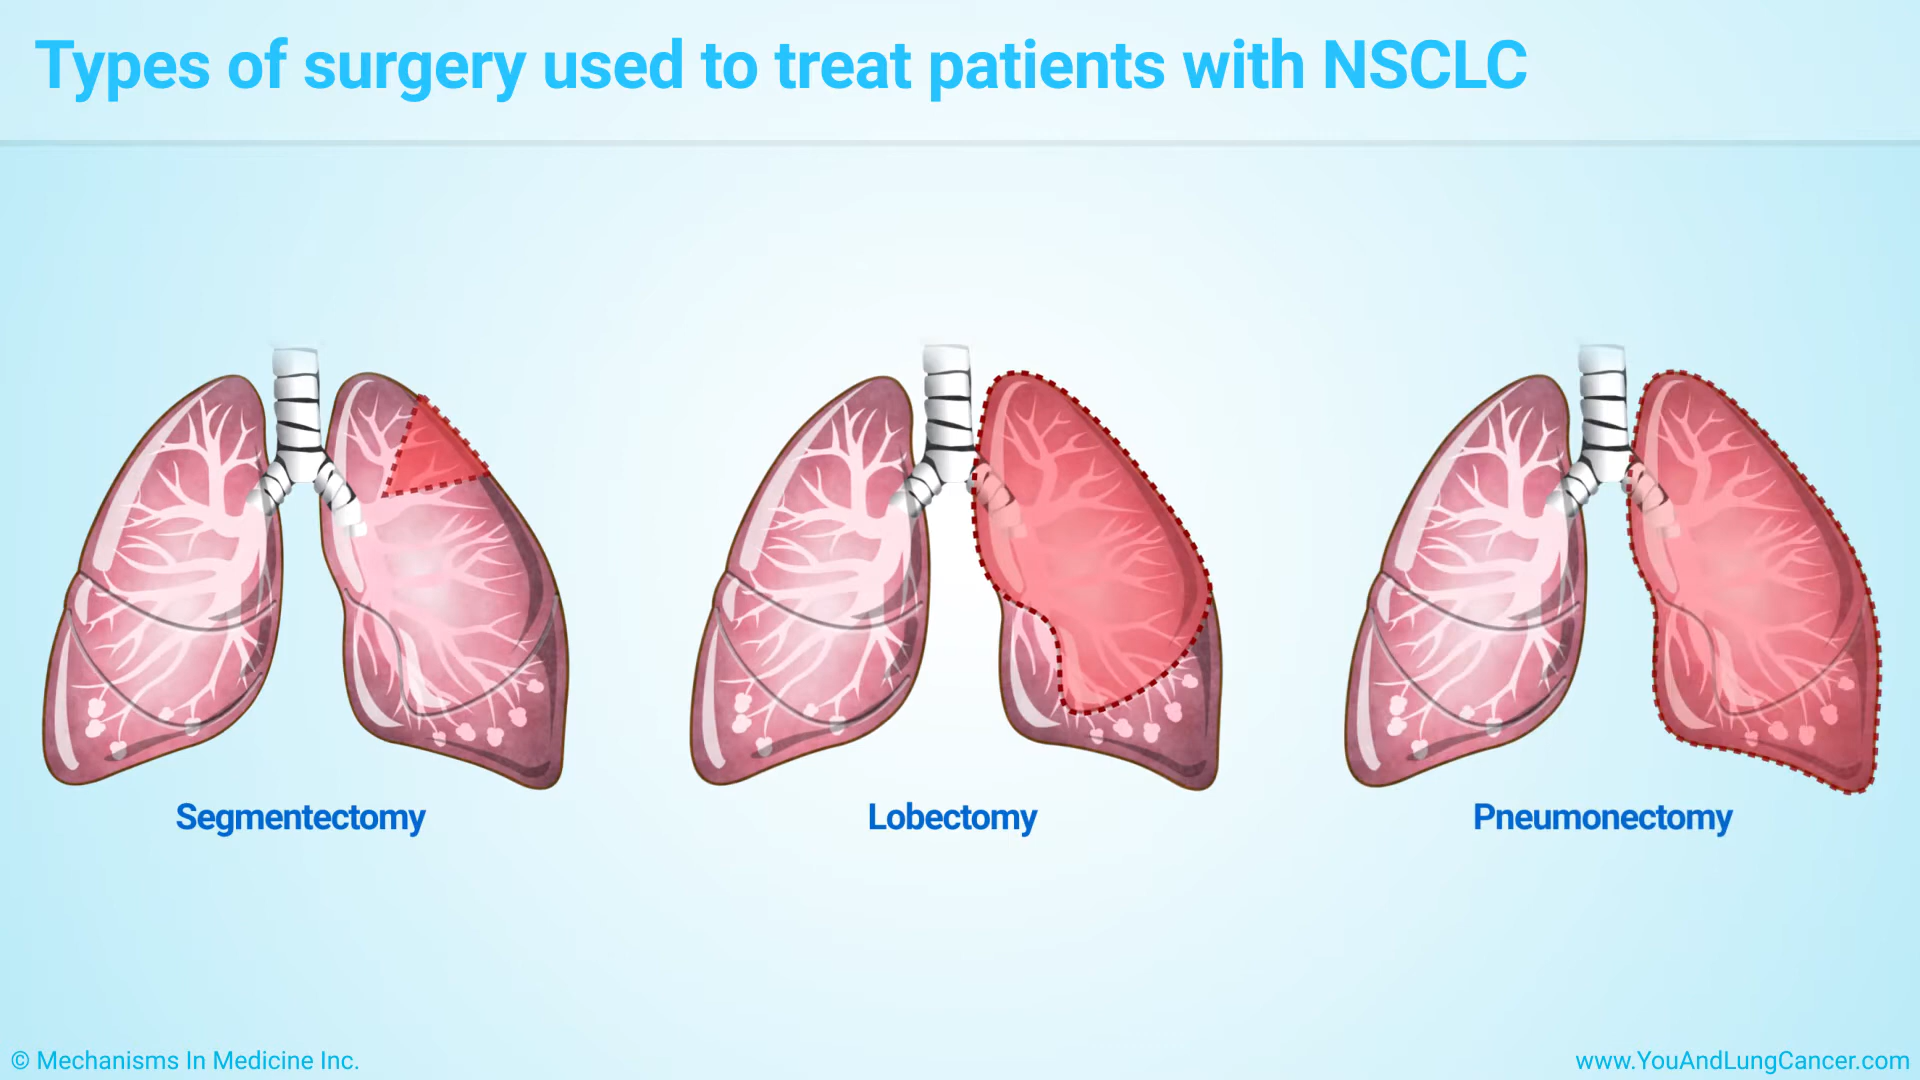 Types of surgery used to treat patients with NSCLC
Segmentectomy
Lobectomy
Pneumonectomy
© Mechanisms In Medicine Inc.
www.YouAndLungCancer.com